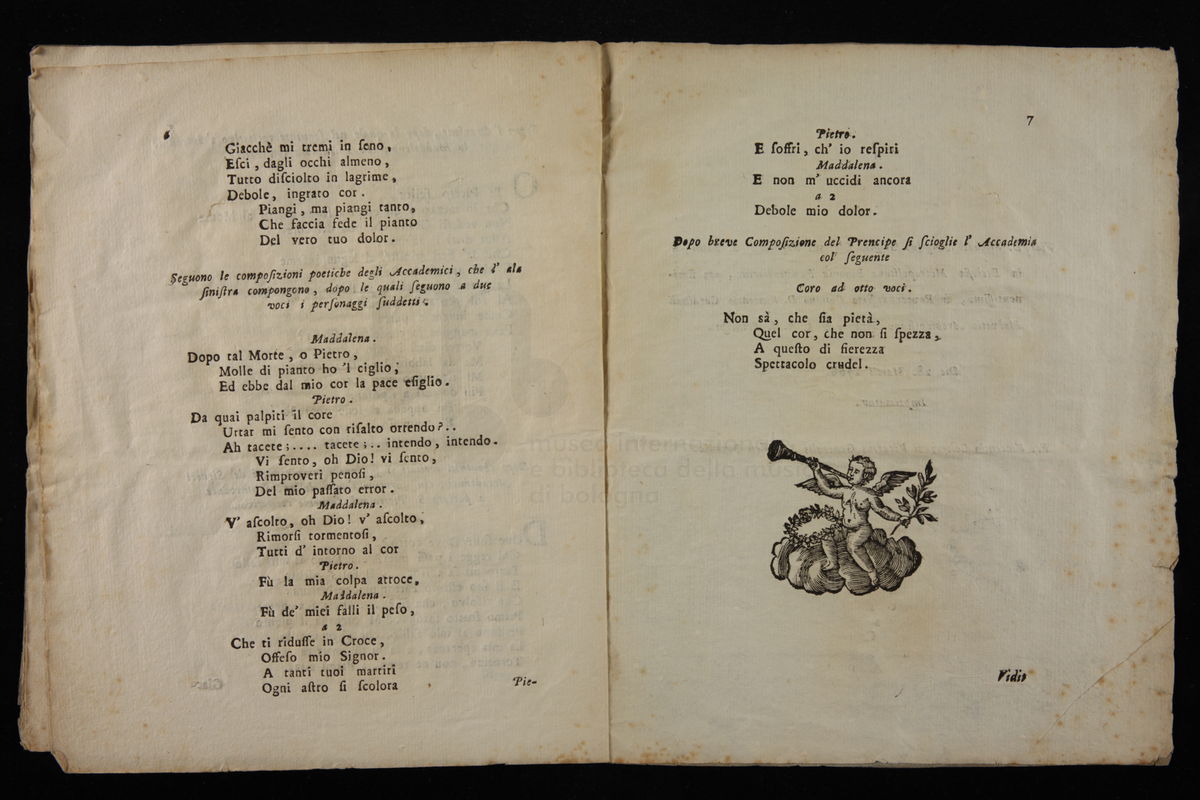 6
Giacchè mi tremi in ſeno,
Eſci, dagli occhi almeno,
Tutto diſciolto in lagrime,
Debole, ingrato cor.
Piangi, ma piangi tanto,
Che faccia fede il pianto
Del vero tuo dolor.
Seguono le compoſizioni poetiche degli Accademici, che l' ala
ſiniſtra compongono, dopo le quali ſeguono a due
voci i perſonaggi ſuddetti.
Maddalena.
Dopo tal Morte, o Pietro,
Molle di pianto ho 'l ciglio,
Ed ebbe dal mio cor la pace eſiglio.
Pietro.
Da quai palpiti il core
Urtar mi ſento con riſalto orrendo?..
Ah tacete;.... tacete;.. intendo, intendo.
Vi ſento, oh Dio! vi ſento,
Rimproveri penoſi,
Del mio paſſato error.
Maddalena.
V' aſcolto, oh Dio! v' aſcolto,
Rimorſi tormentoſi,
Tutti d' intorno al cor
Pietro.
Fù la mia colpa atroce,
Maddalena.
Fù de' miei falli il peſo,
a 2
Che ti riduſſe in Croce,
Offeſo mio Signor.
A tanti tuoi martiri
Ogni aſtro ſi ſcolora
Pie-
7
Pietro.
E ſoffri, ch' io reſpiri
Maddalena.
E non m' uccidi ancora
a 2
Debole mio dolor.
Dopo breve Compoſizione del Prencipe ſi ſcioglie l' Accademia
col ſeguente
Coro ad otto voci.
Non sà, che ſia pietà,
Quel cor, che non ſi ſpezza,
A queſto di fierezza
Spettacolo crudel.
Vidit
museo internazionale
e biblioteca della musica
di bologna